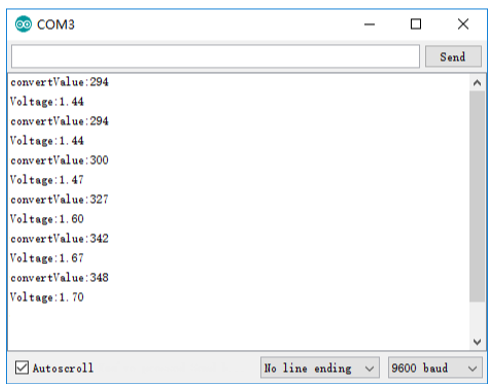 COM3
Send
convertValue:294
Voltage:1.44
convertValue:294
Voltage:1.44
convertValue:300
Voltage:1.47
convertValue:327
Voltage:1.60
convertValue:342
Voltage:1.67
convertValue:348
Voltage:1.70
Autoscroll No line ending 9600 baud